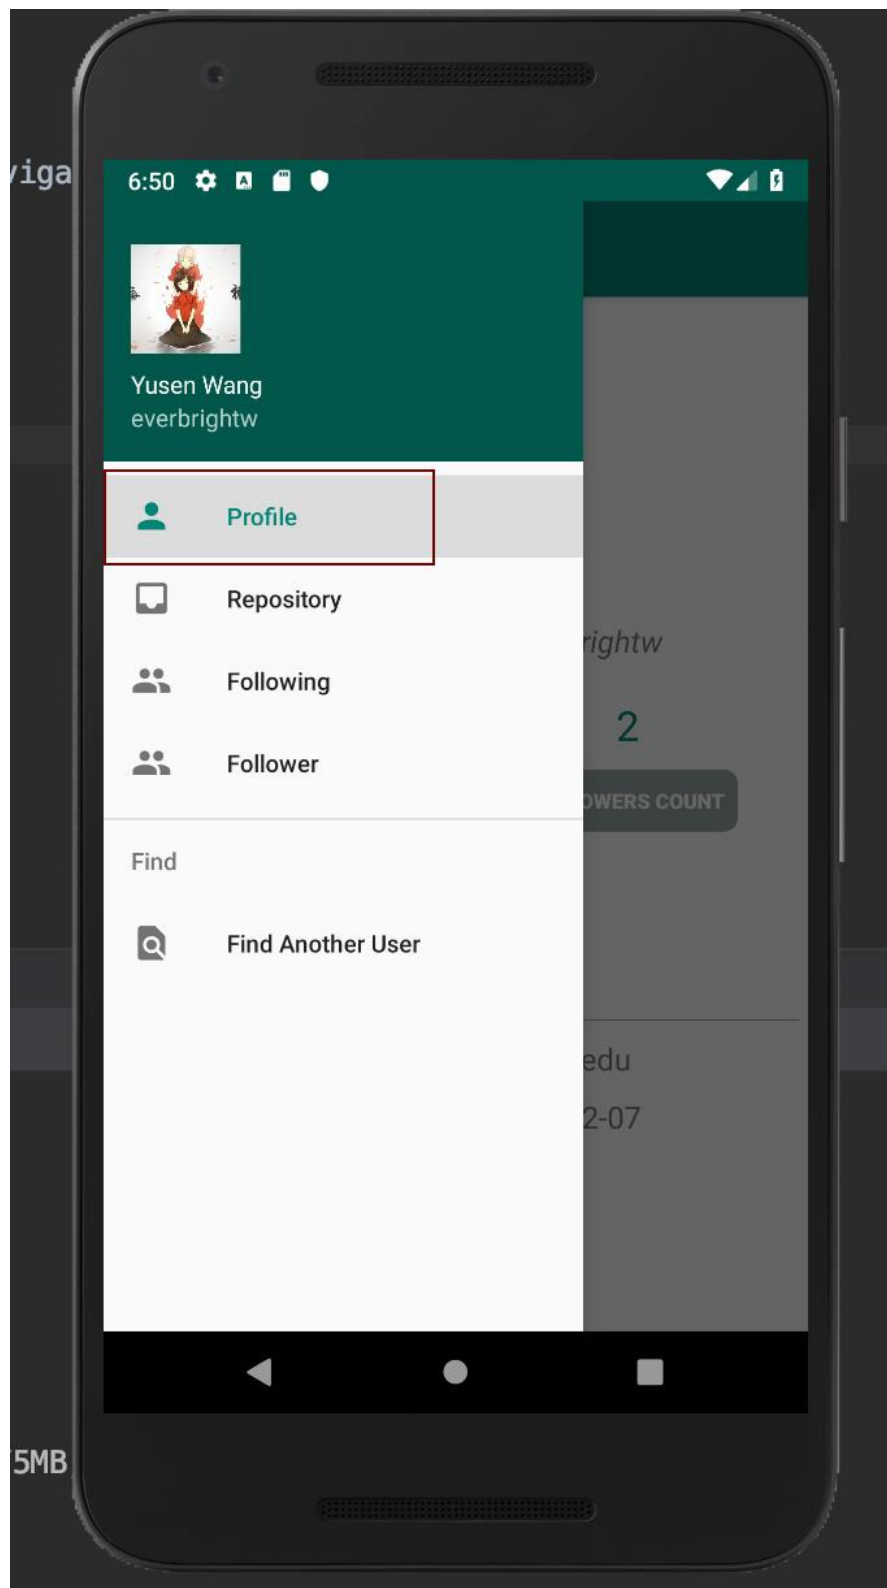 viga
6:50
Yusen Wang
everbrightw
Profile
Repository
Following
Follower
Find
Find Another User
rightw
2
OWERS COUNT
edu
2-07
5MB